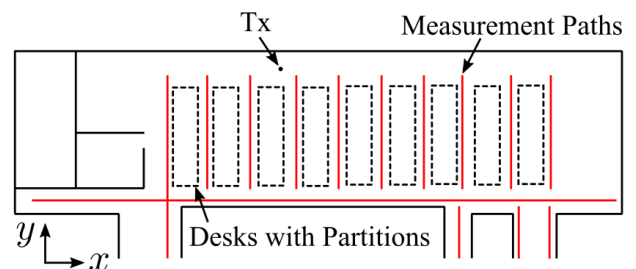 Tx
Measurement Paths
Desks with Partitions
y
x